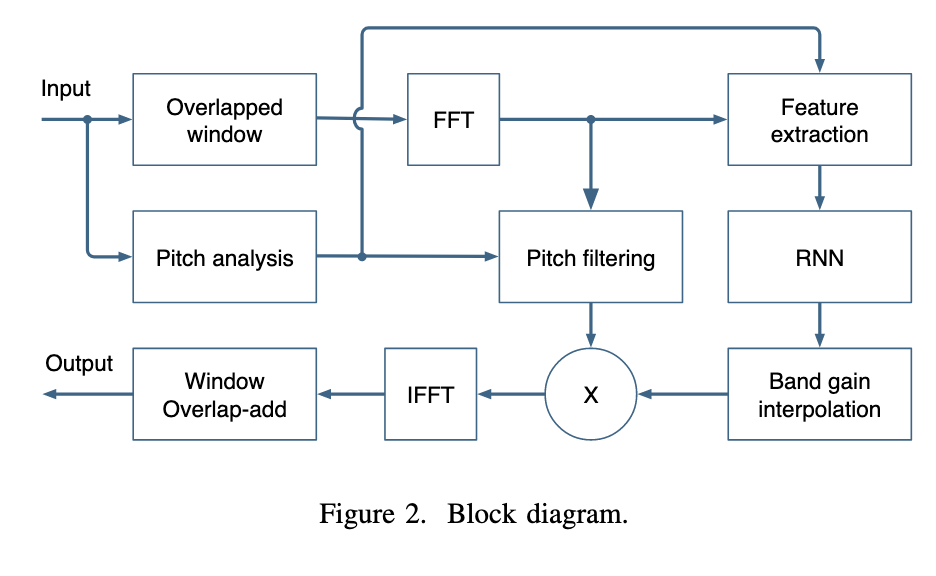 Input
Overlapped
window
FFT
Feature
extraction
Pitch analysis
Pitch filtering
RNN
Output
Window
Overlap-add
IFFT
X
Band gain
interpolation
Figure 2. Block diagram.